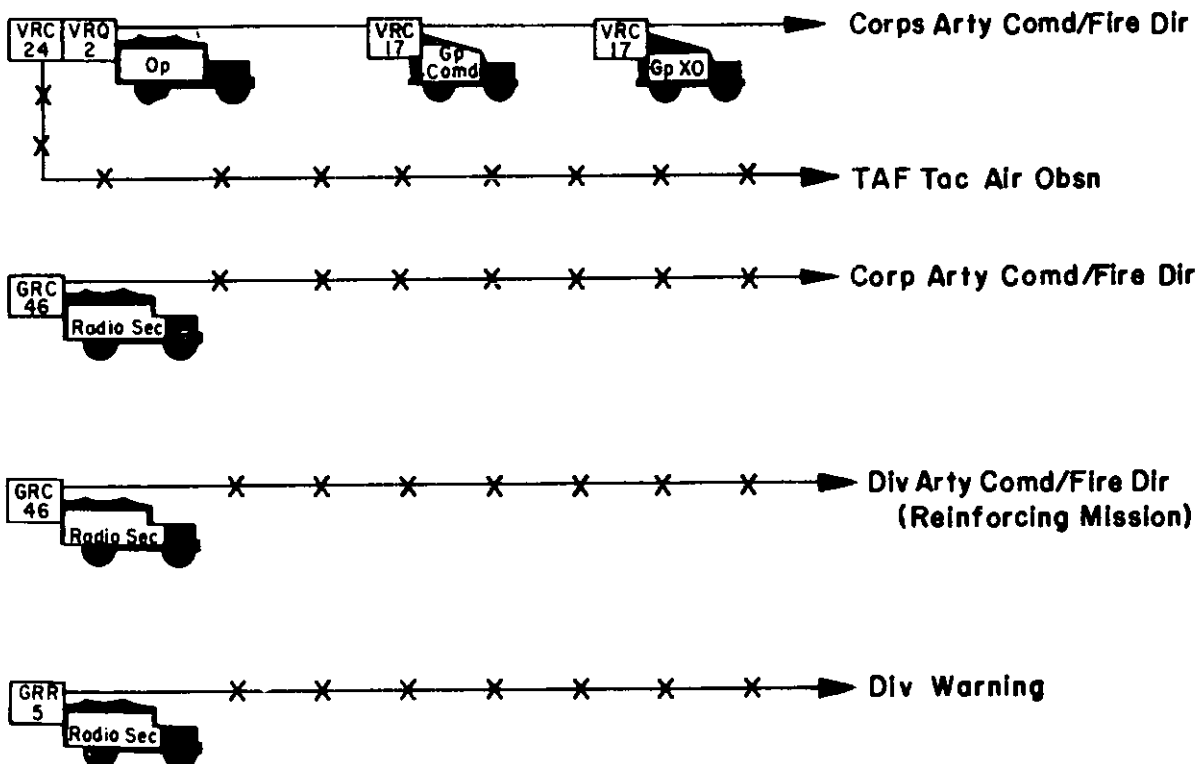 VRC VRQ VRC VRC Corps Arty Comd/Fire Dir
24 2 17 17
Op Gp Comd Gp XO
TAF Tac Air Obsn
GRC 46 Corp Arty Comd/Fire Dir
Radio Sec
GRC 46 Div Arty Comd/Fire Dir
(Reinforcing Mission)
Radio Sec
GRR 5 Div Warning
Radio Sec